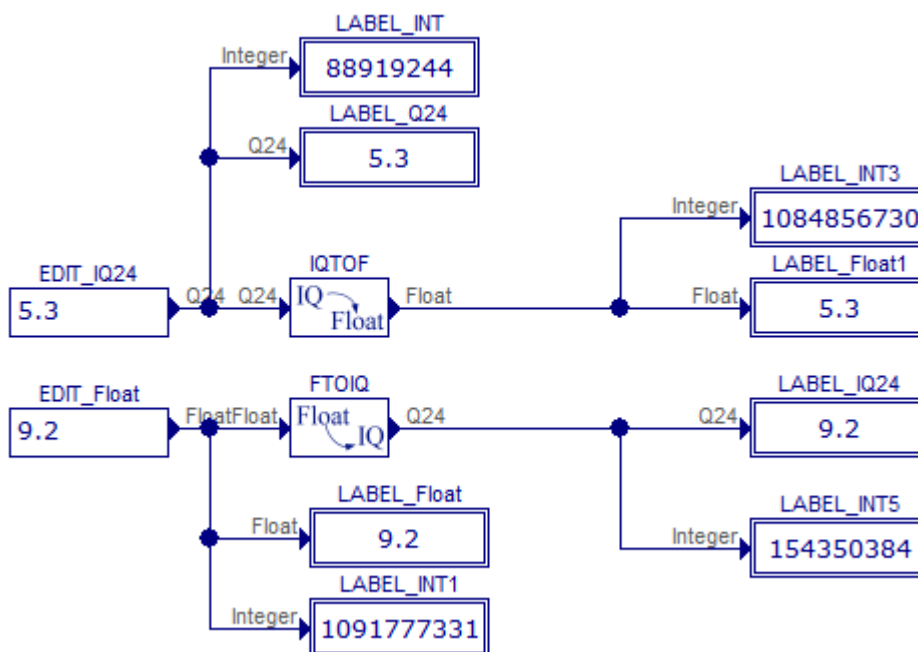 LABEL_INT
Integer
88919244
LABEL_Q24
Q24
5.3
LABEL_INT3
Integer
1084856730
EDIT_IQ24
5.3
Q24 Q24
IQTOF
IQ
Float
Float
LABEL_Float1
Float
5.3
EDIT_Float
9.2
FloatFloat
FTOIQ
Float
IQ
Q24
LABEL_IQ24
Q24
9.2
LABEL_Float
Float
9.2
LABEL_INT5
Integer
154350384
LABEL_INT1
Integer
1091777331